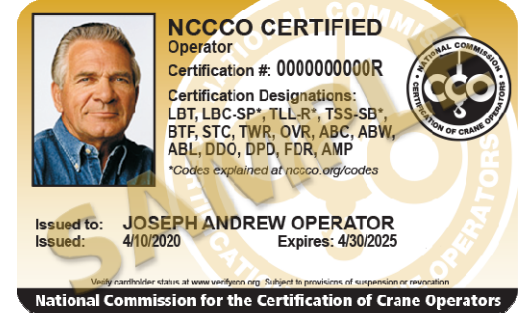 NCCCO CERTIFIED
Operator
Certification #: 0000000000R
Certification Designations:
LBT, LBC-SP*, TLL-R*, TSS-SB*,
BTF, STC, TWR, OVR, ABC, ABW,
ABL, DDO, DPD, FDR, AMP
*Codes explained at nccco.org/codes
NATIONAL COMMISSION
CCO
CERTIFICATION OF CRANE OPERATORS
SAMPLE
Issued to: JOSEPH ANDREW OPERATOR
Issued: 4/10/2020 Expires: 4/30/2025
Verify cardholder status at www.verifycco.org. Subject to provisions of suspension or revocation.
National Commission for the Certification of Crane Operators